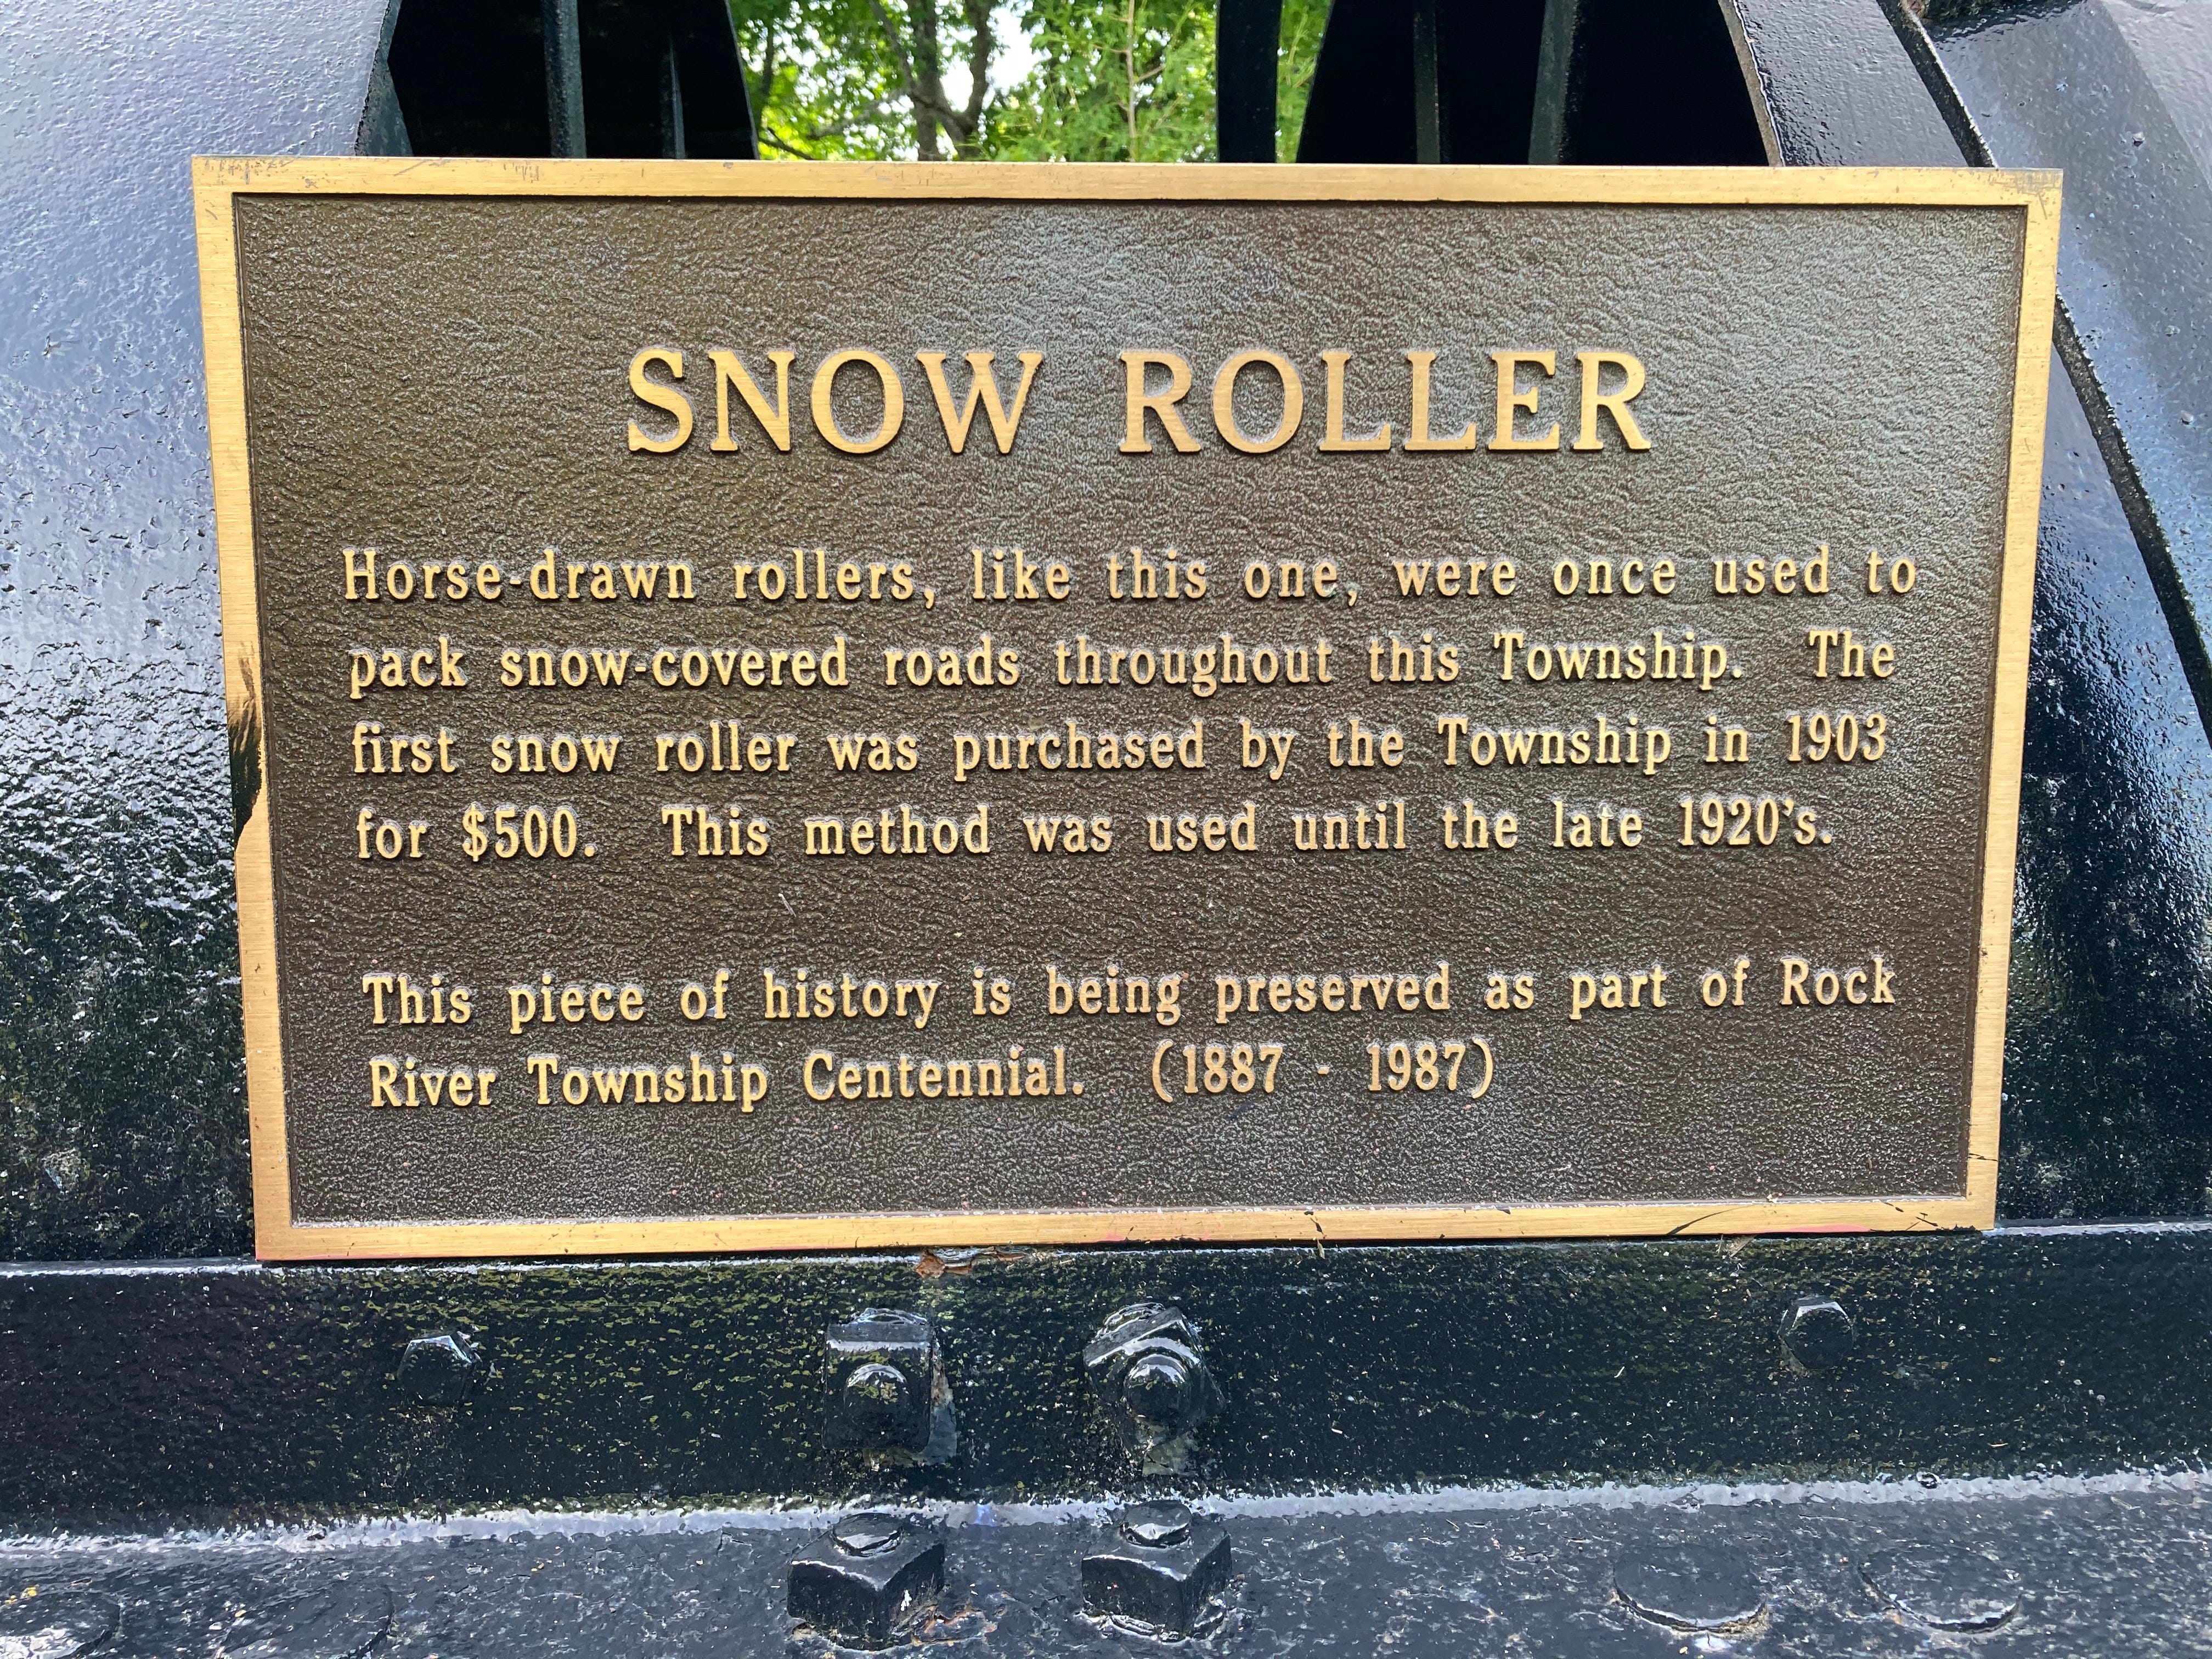 SNOW ROLLER
Horse-drawn rollers, like this one, were once used to
pack snow-covered roads throughout this Township. The
first snow roller was purchased by the Township in 1903
for $500. This method was used until the late 1920's.
This piece of history is being preserved as part of Rock
River Township Centennial. (1887 - 1987)